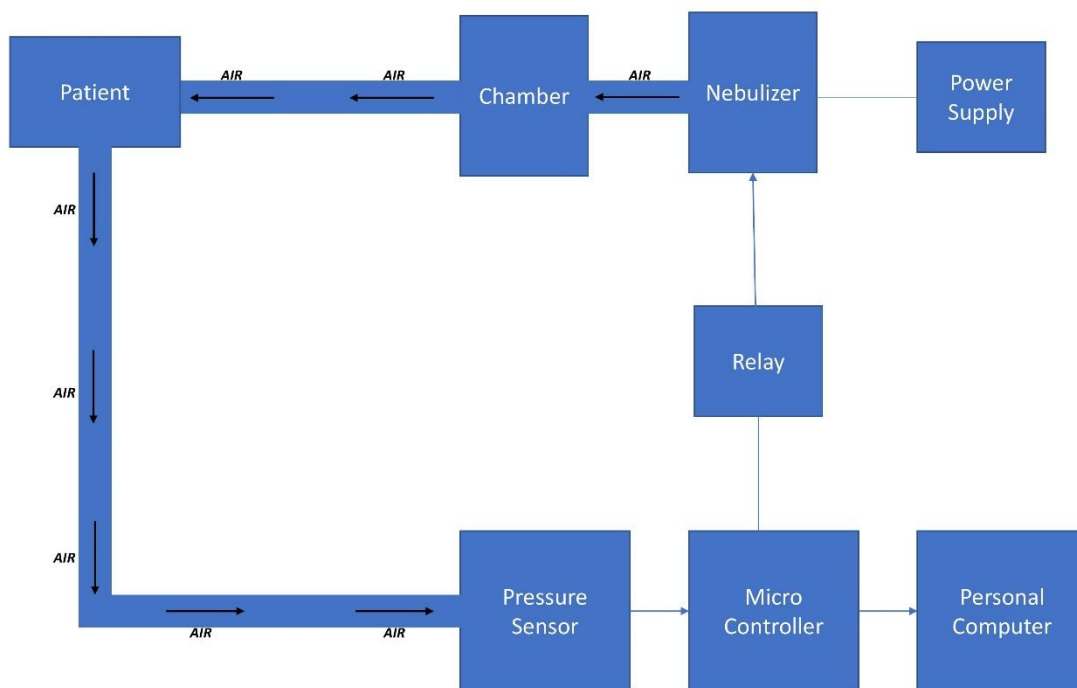 AIR
AIR
AIR
Patient
Chamber
Nebulizer
Power
Supply
AIR
Relay
AIR
AIR
Pressure
Sensor
Micro
Controller
Personal
Computer
AIR
AIR